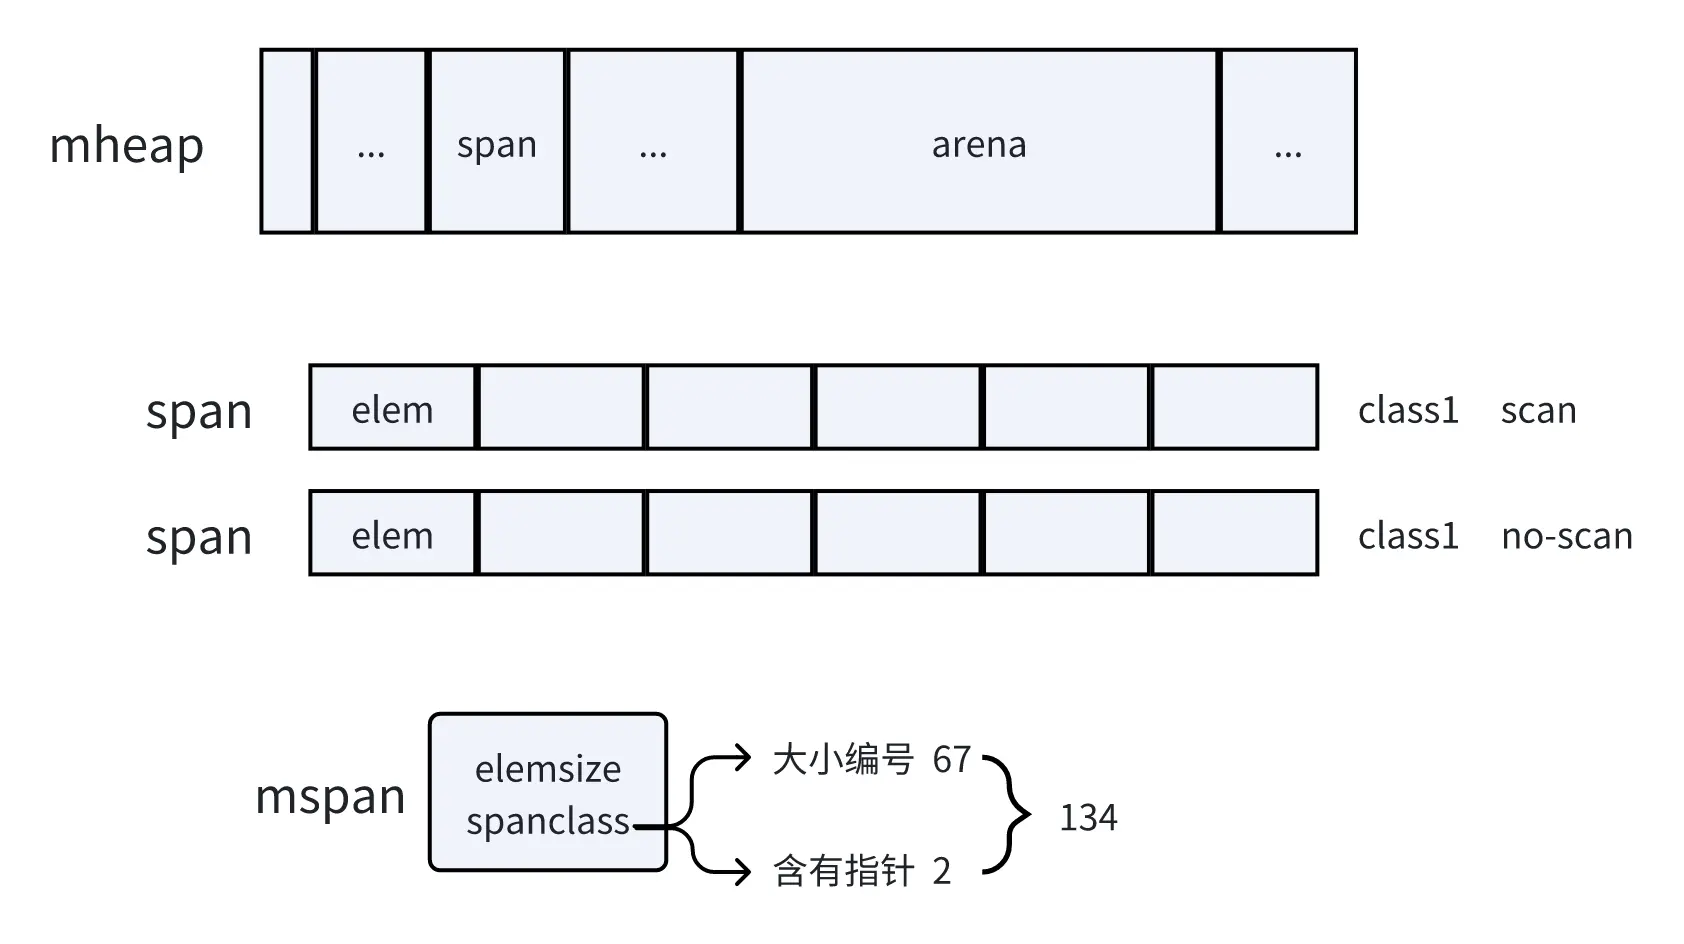 mheap ... span ... arena ...
span elem class1 scan
span elem class1 no-scan
mspan
elemsize
spanclass
大小编号 67
含有指针 2
134